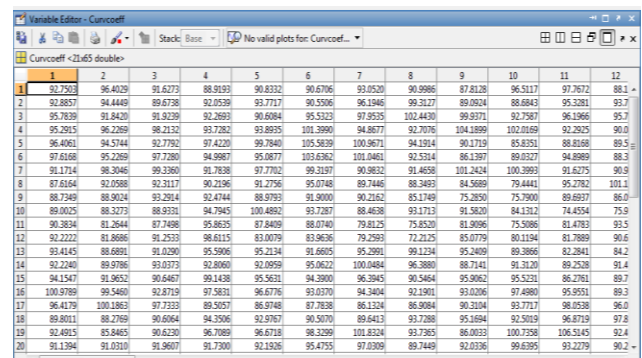 Variable Editor - Curvcoeff
Stack: Base No valid plots for: Curvcoef...
Curvcoeff <21x65 double>
1 2 3 4 5 6 7 8 9 10 11 12
1 92.7503 96.4029 91.6273 88.9193 90.8332 90.6706 93.0520 90.9986 87.8128 96.5117 97.7672 88.1
2 92.8857 94.4449 89.6738 92.0539 93.7717 90.5506 96.1946 99.3127 89.0924 88.6843 95.3281 93.7
3 95.7839 91.8420 91.9239 92.2693 90.6084 95.5323 97.9535 102.4430 99.9371 92.7587 96.1966 95.7
4 95.2915 96.2269 98.2132 93.7282 93.8935 101.3990 94.8677 92.7076 104.1899 102.0169 92.2925 90.0
5 96.4061 94.5744 92.7792 97.4220 99.7840 105.5839 100.9671 94.1914 90.1719 85.8351 88.8168 89.5
6 97.6168 95.2269 97.7280 94.9987 95.0877 103.6362 101.0461 92.5314 86.1397 89.0327 94.8989 88.3
7 91.1714 98.3046 99.3360 91.7838 97.7702 99.3197 90.9832 91.4658 101.2424 100.3993 91.6275 90.9
8 87.6164 92.0588 92.3117 90.2196 91.2756 95.0748 89.7446 88.3493 84.5689 79.4441 95.2782 101.1
9 88.7349 88.9024 93.2914 92.4744 88.9793 91.9000 90.2162 85.1749 75.2850 75.7900 89.6937 86.0
10 89.0025 88.3273 88.9331 94.7945 100.4892 93.7287 88.4638 93.1713 91.5820 84.1312 74.4554 75.9
11 90.3834 81.2644 87.7498 95.8635 87.8409 88.0740 79.8125 75.8520 81.9096 75.5086 81.4783 93.5
12 92.2222 81.8686 91.2533 98.6115 83.0079 83.9636 79.2593 72.2125 85.0779 80.1194 81.7889 90.6
13 93.4145 88.6891 91.0290 95.5906 95.2134 91.6605 95.2991 99.1234 95.2409 89.3866 82.2841 84.2
14 92.2240 89.9786 93.0373 92.8060 92.0959 95.0622 100.0484 96.3880 88.7141 91.3120 89.2528 91.4
15 94.1547 91.9652 90.6467 99.1438 95.5631 94.3900 96.3945 90.5464 95.9062 95.5231 86.2761 89.7
16 100.9789 99.5460 92.8719 97.5831 96.6776 93.0370 94.3404 92.1901 93.0206 97.4980 95.9551 89.3
17 96.4179 100.1863 97.7333 89.5057 86.9748 87.7838 86.1324 86.9084 90.3104 93.7717 98.0538 96.0
18 89.8011 88.2769 90.6064 94.3506 92.9767 90.5070 89.6413 93.7288 95.1694 92.5019 96.8719 97.8
19 92.4915 85.8465 90.6230 96.7089 96.6718 98.3299 101.8324 93.7365 86.0033 100.7358 106.5145 92.4
20 91.1394 91.0310 91.9607 91.7300 92.1926 95.4755 97.0309 89.7449 92.0336 99.6395 93.2279 90.2